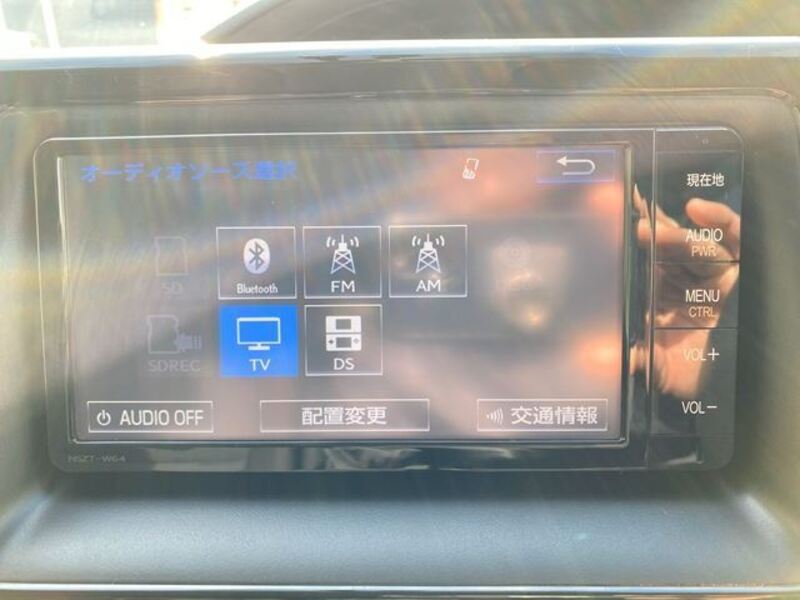 オーディオソース選択
現在地
AUDIO
PWR
SD
Bluetooth
FM
AM
MENU
CTRL
SDREC
TV
DS
VOL+
VOL-
AUDIO OFF
配置変更
交通情報
NSZT-W64